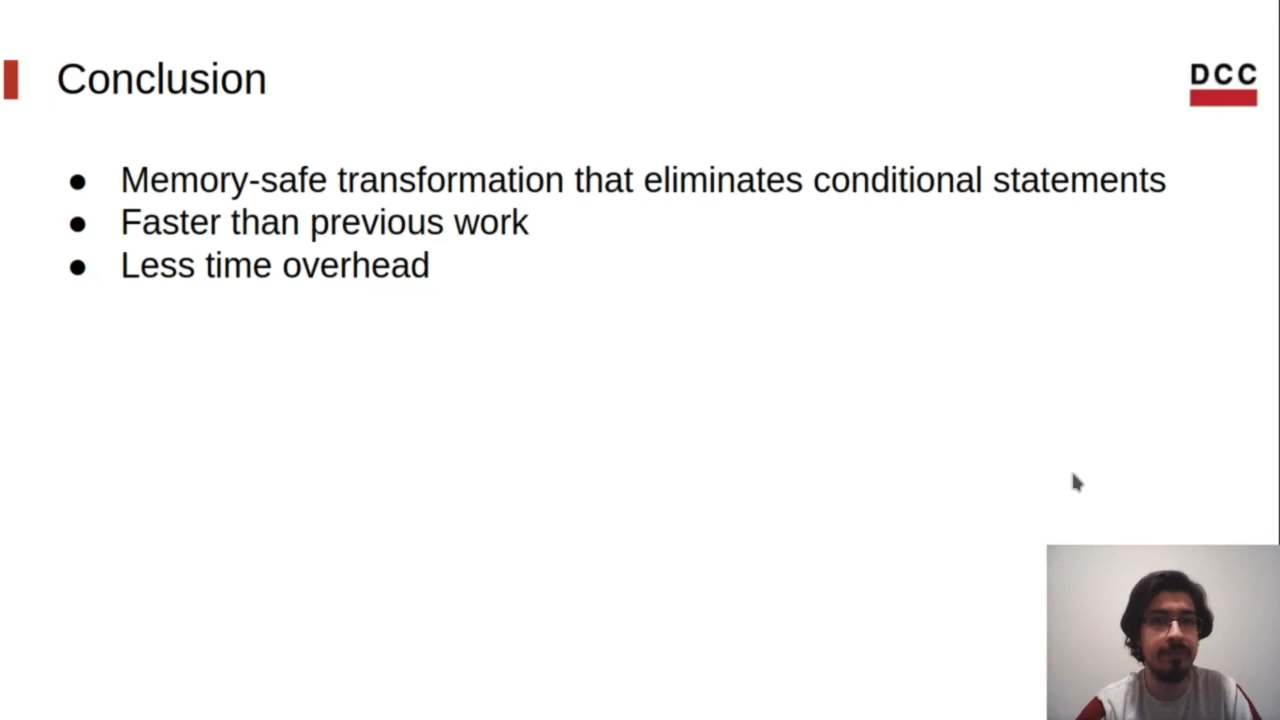 Conclusion
DCC
● Memory-safe transformation that eliminates conditional statements
● Faster than previous work
● Less time overhead